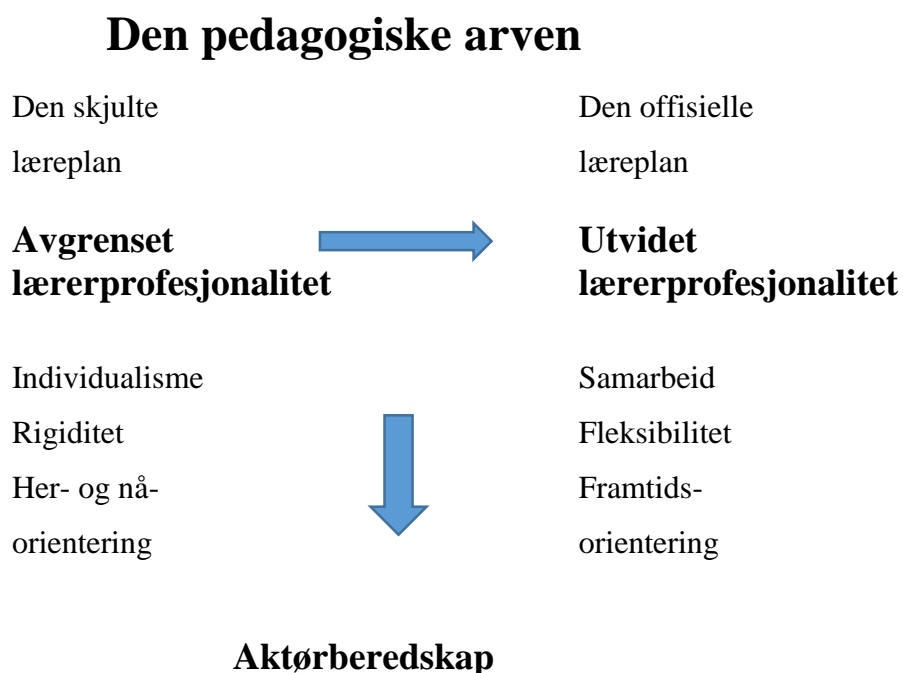 Den pedagogiske arven
Den skjulte
læreplan
Avgrenset
lærerprofesjonalitet
Individualisme
Rigiditet
Her- og nå-
orientering
Den offisielle
læreplan
Utvidet
lærerprofesjonalitet
Samarbeid
Fleksibilitet
Framtids-
orientering
Aktørberedskap